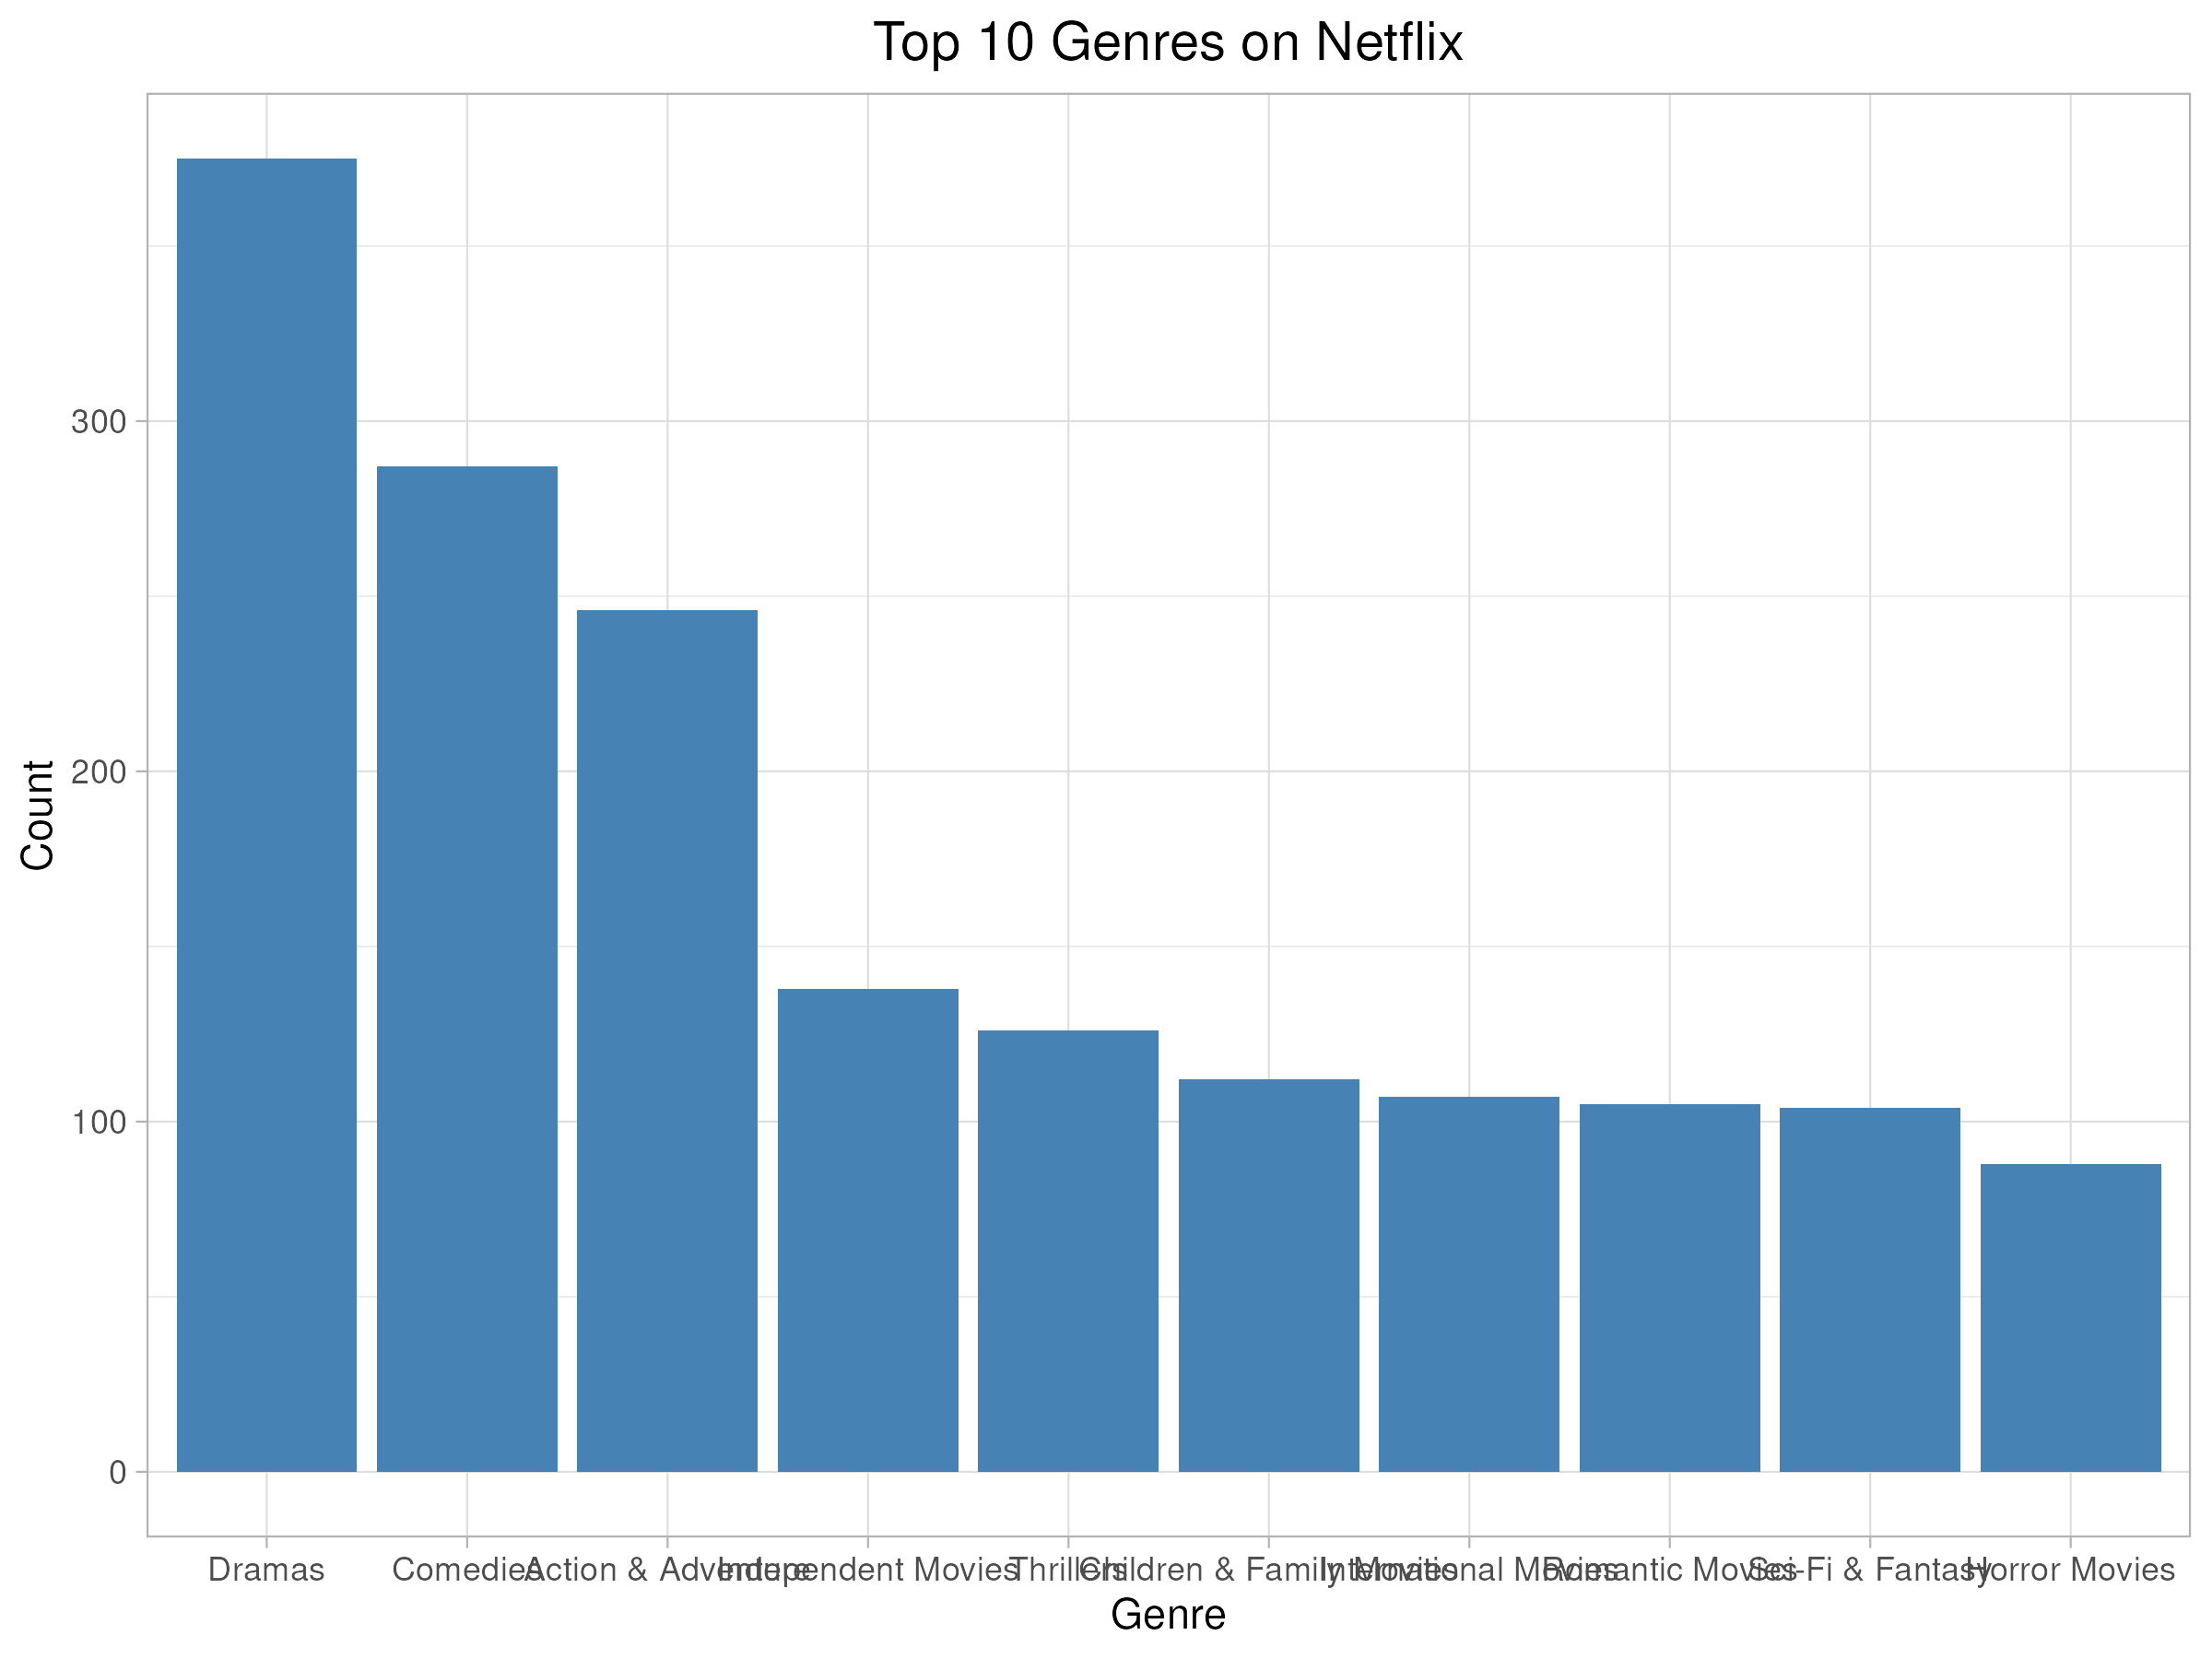 Top 10 Genres on Netflix
300
200
100
0
Count
Dramas
Comedies
Action & Adventure
Independent Movies
Thrillers
Children & Family Movies
International Movies
Romantic Movies
Sci-Fi & Fantasy
Horror Movies
Genre